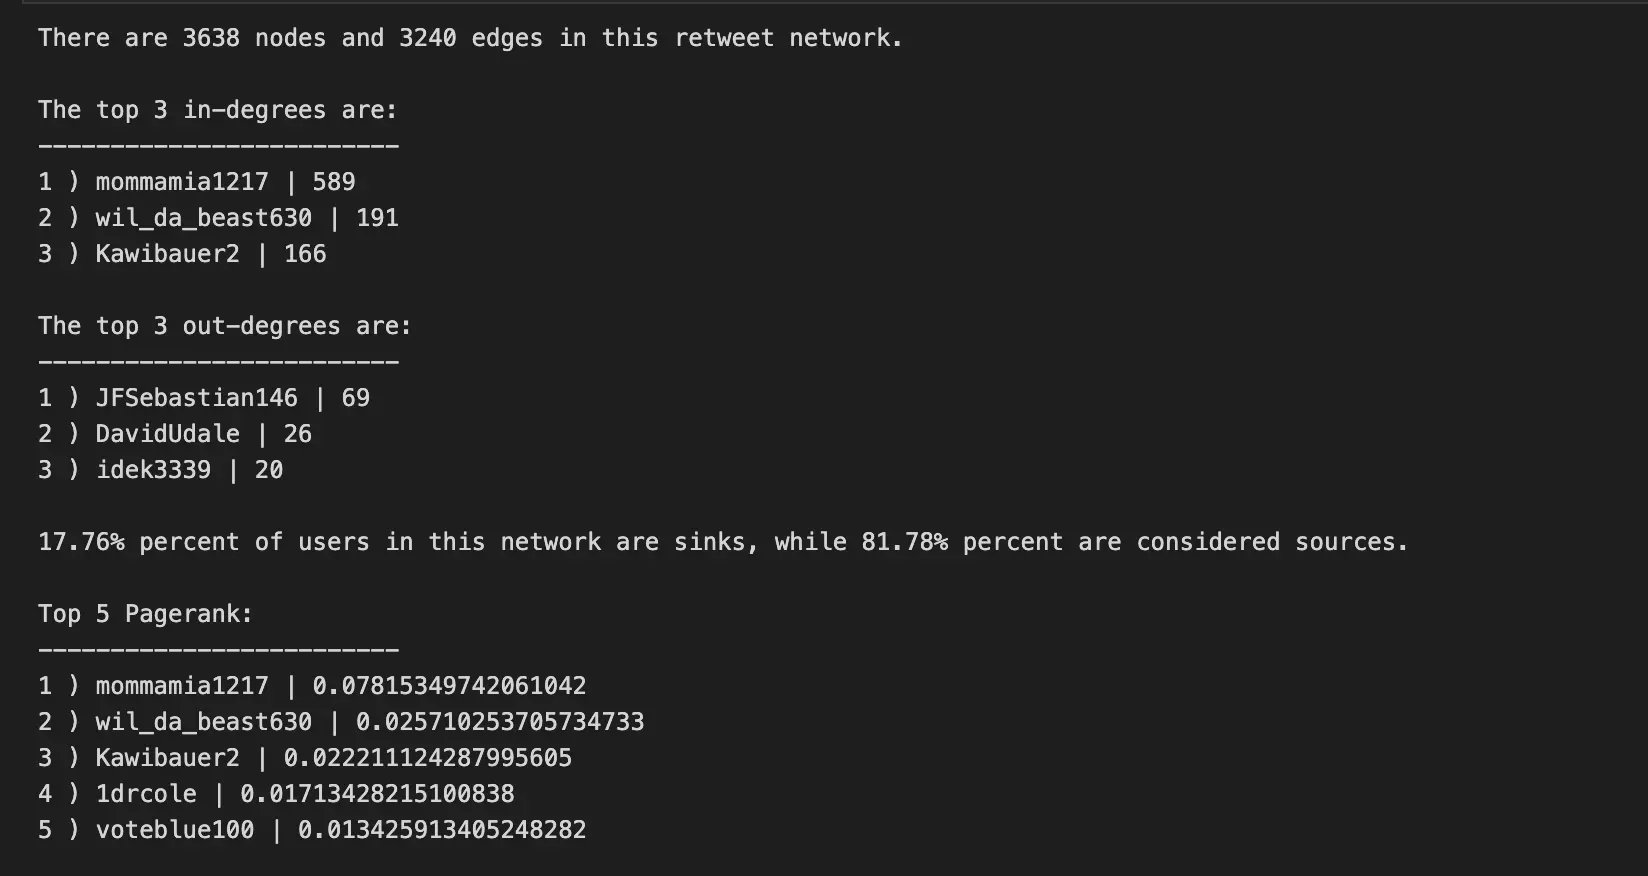 There are 3638 nodes and 3240 edges in this retweet network.
The top 3 in-degrees are:
-------------------------
1 ) mommamia1217 | 589
2 ) wil_da_beast630 | 191
3 ) Kawibauer2 | 166
The top 3 out-degrees are:
-------------------------
1 ) JFSebastian146 | 69
2 ) DavidUdale | 26
3 ) idek3339 | 20
17.76% percent of users in this network are sinks, while 81.78% percent are considered sources.
Top 5 Pagerank:
-------------------------
1 ) mommamia1217 | 0.07815349742061042
2 ) wil_da_beast630 | 0.025710253705734733
3 ) Kawibauer2 | 0.022211124287995605
4 ) 1drcole | 0.01713428215100838
5 ) voteblue100 | 0.013425913405248282